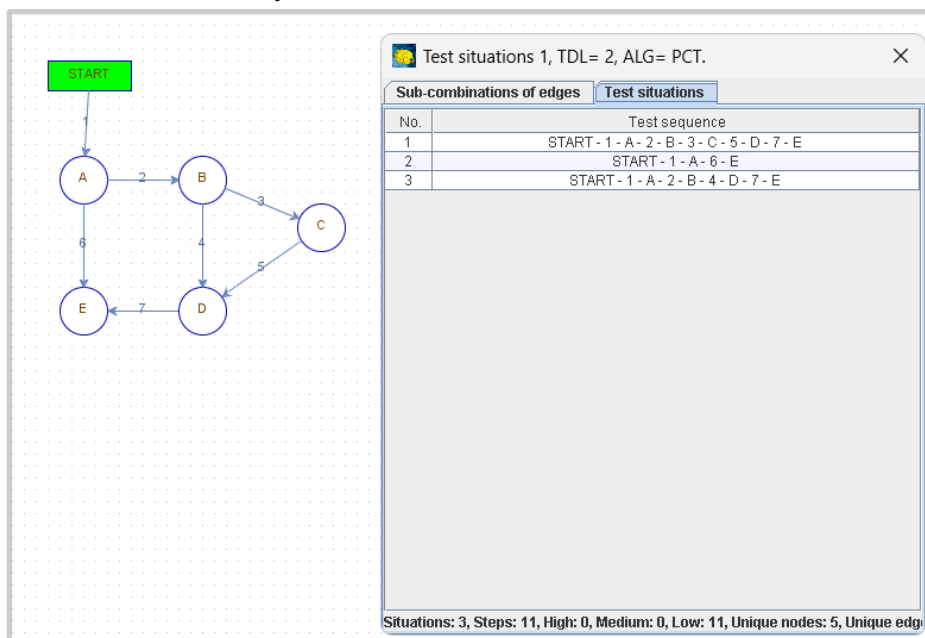 START
1
A
2
B
3
C
6
4
5
E
7
D
Test situations 1, TDL= 2, ALG= PCT.
Sub-combinations of edges
Test situations
No. Test sequence
1 START - 1 - A - 2 - B - 3 - C - 5 - D - 7 - E
2 START - 1 - A - 6 - E
3 START - 1 - A - 2 - B - 4 - D - 7 - E
Situations: 3, Steps: 11, High: 0, Medium: 0, Low: 11, Unique nodes: 5, Unique edg